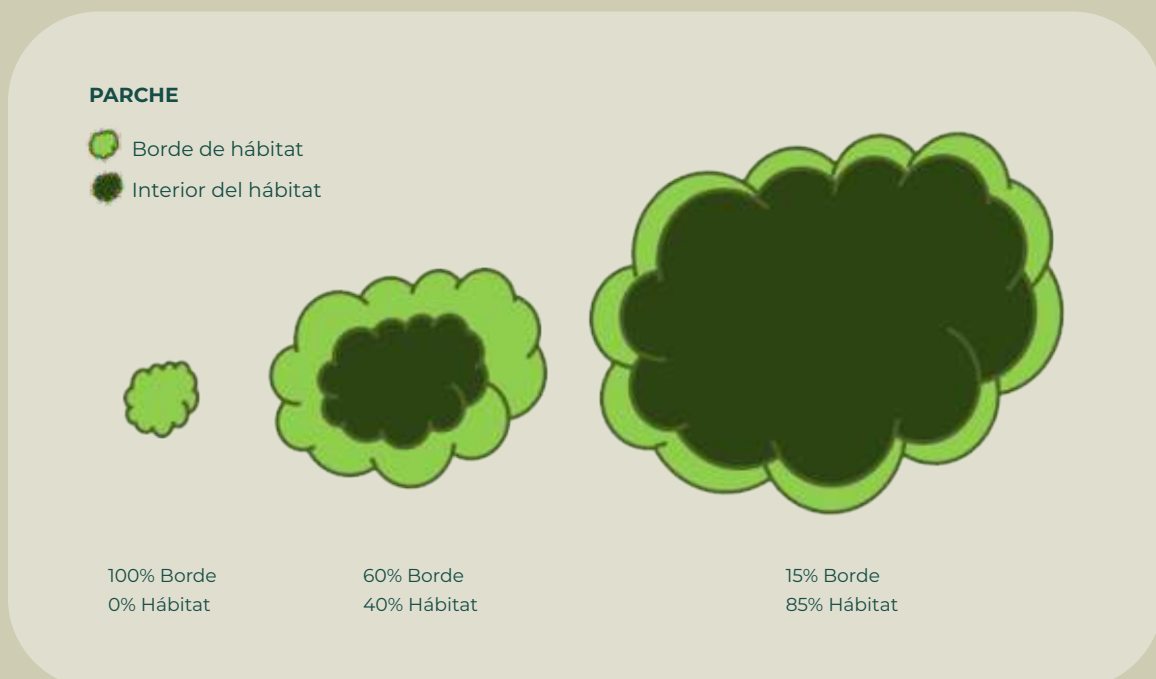 PARCHE
Borde de hábitat
Interior del hábitat
100% Borde
0% Hábitat
60% Borde
40% Hábitat
15% Borde
85% Hábitat